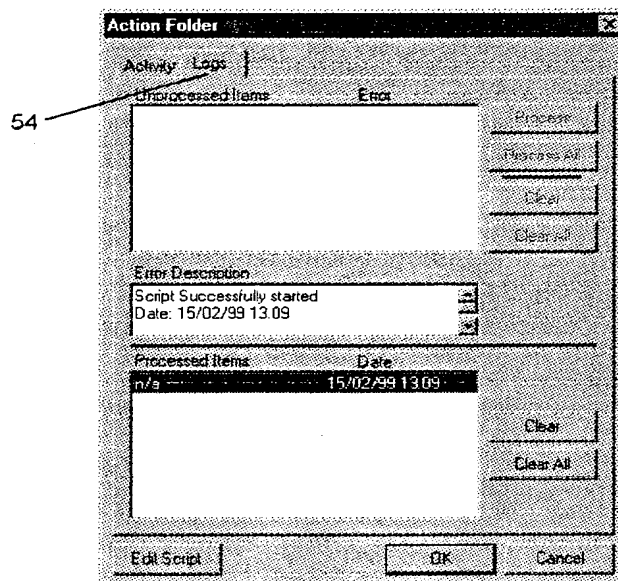 Action Folder
Activity Logs
54
Unprocessed Items Error
Process
Process All
Clear
Clear All
Error Description
Script Successfully started
Date: 15/02/99 13.09
Processed Items Date
n/a 15/02/99 13.09
Clear
Clear All
Edit Script OK Cancel